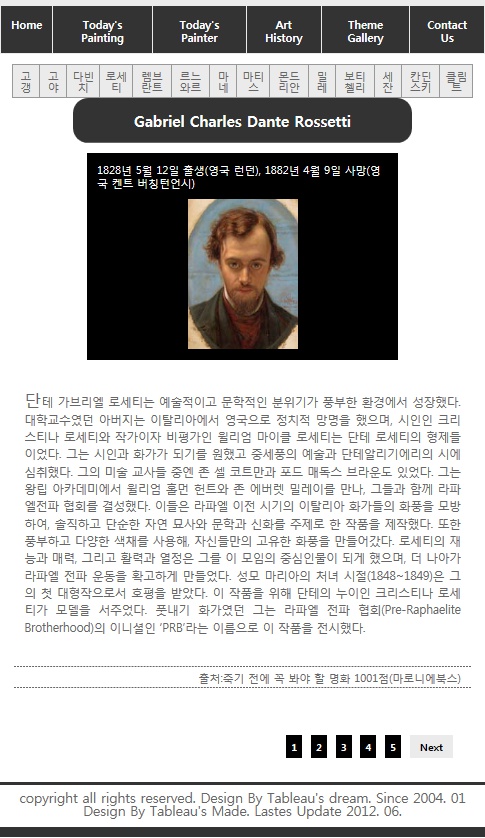 Home Today's Painting Today's Painter Art History Theme Gallery Contact Us
고갱 고야 다빈치 로세티 렘브란트 르느와르 마네 마티스 몬드리안 밀레 보티첼리 세잔 칸딘스키 클림트
Gabriel Charles Dante Rossetti
1828년 5월 12일 출생(영국 런던), 1882년 4월 9일 사망(영
국 켄트 버칭턴언시)
단테 가브리엘 로세티는 예술적이고 문학적인 분위기가 풍부한 환경에서 성장했다.
대학교수였던 아버지는 이탈리아에서 영국으로 정치적 망명을 했으며, 시인인 크리
스티나 로세티와 작가이자 비평가인 윌리엄 마이클 로세티는 단테 로세티의 형제들
이었다. 그는 시인과 화가가 되기를 원했고 중세풍의 예술과 단테알리기에리의 시에
심취했다. 그의 미술 교사들 중엔 존 셀 코트만과 포드 매독스 브라운도 있었다. 그는
왕립 아카데미에서 윌리엄 홀먼 헌트와 존 에버렛 밀레이를 만나, 그들과 함께 라파
엘전파 협회를 결성했다. 이들은 라파엘 이전 시기의 이탈리아 화가들의 화풍을 모방
하여, 솔직하고 단순한 자연 묘사와 문학과 신화를 주제로 한 작품을 제작했다. 또한
풍부하고 다양한 색채를 사용해, 자신들만의 고유한 화풍을 만들어갔다. 로세티의 재
능과 매력, 그리고 활력과 열정은 그를 이 모임의 중심인물이 되게 했으며, 더 나아가
라파엘 전파 운동을 확고하게 만들었다. 성모 마리아의 처녀 시절(1848~1849)은 그
의 첫 대형작으로서 호평을 받았다. 이 작품을 위해 단테의 누이인 크리스티나 로세
티가 모델을 서주었다. 풋내기 화가였던 그는 라파엘 전파 협회(Pre-Raphaelite
Brotherhood)의 이니셜인 'PRB'라는 이름으로 이 작품을 전시했다.
출처:죽기 전에 꼭 봐야 할 명화 1001점(마로니에북스)
1 2 3 4 5 Next
copyright all rights reserved. Design By Tableau's dream. Since 2004. 01
Design By Tableau's Made. Lastes Update 2012. 06.